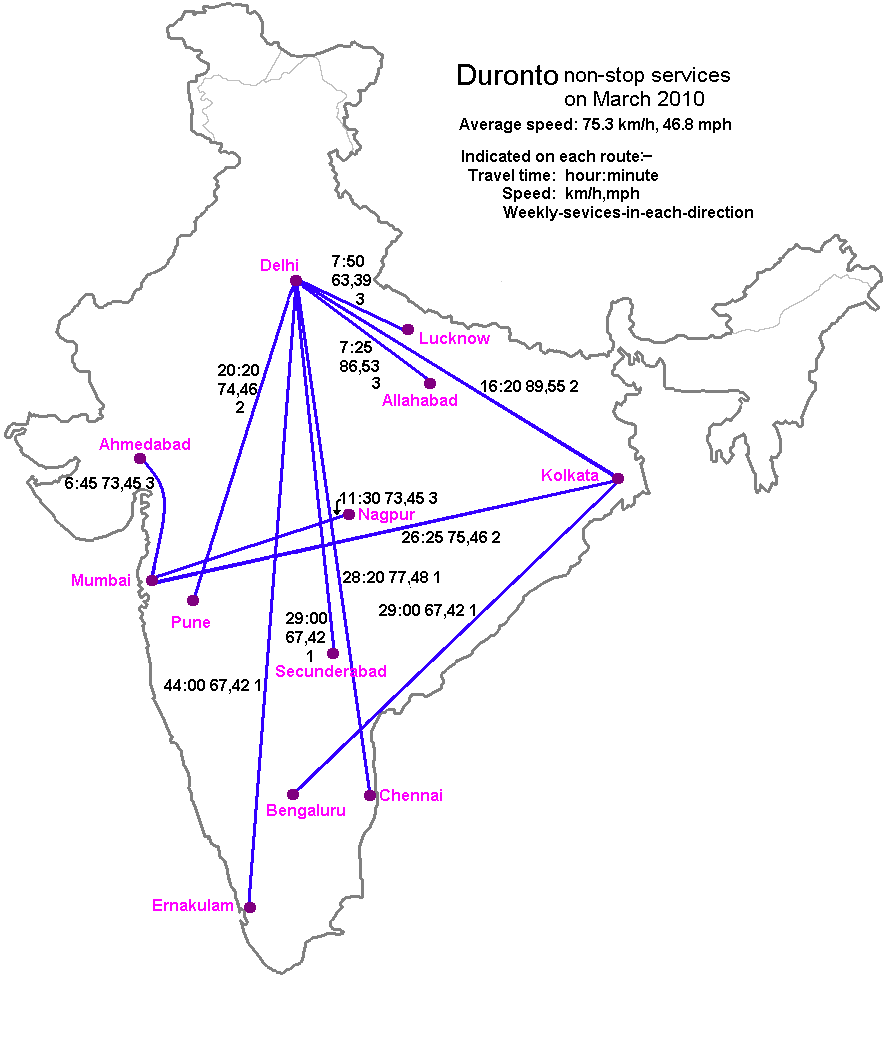 Duronto non-stop services
on March 2010
Average speed: 75.3 km/h, 46.8 mph
Indicated on each route:–
Travel time: hour:minute
Speed: km/h,mph
Weekly-sevices-in-each-direction
Delhi
7:50
63,39
3
Lucknow
7:25
86,53
3
Allahabad
20:20
74,46
2
16:20 89,55 2
Ahmedabad
6:45 73,45 3
Kolkata
11:30 73,45 3
Nagpur
26:25 75,46 2
Mumbai
28:20 77,48 1
Pune
29:00 67,42 1
29:00
67,42
1
Secunderabad
44:00 67,42 1
Bengaluru
Chennai
Ernakulam